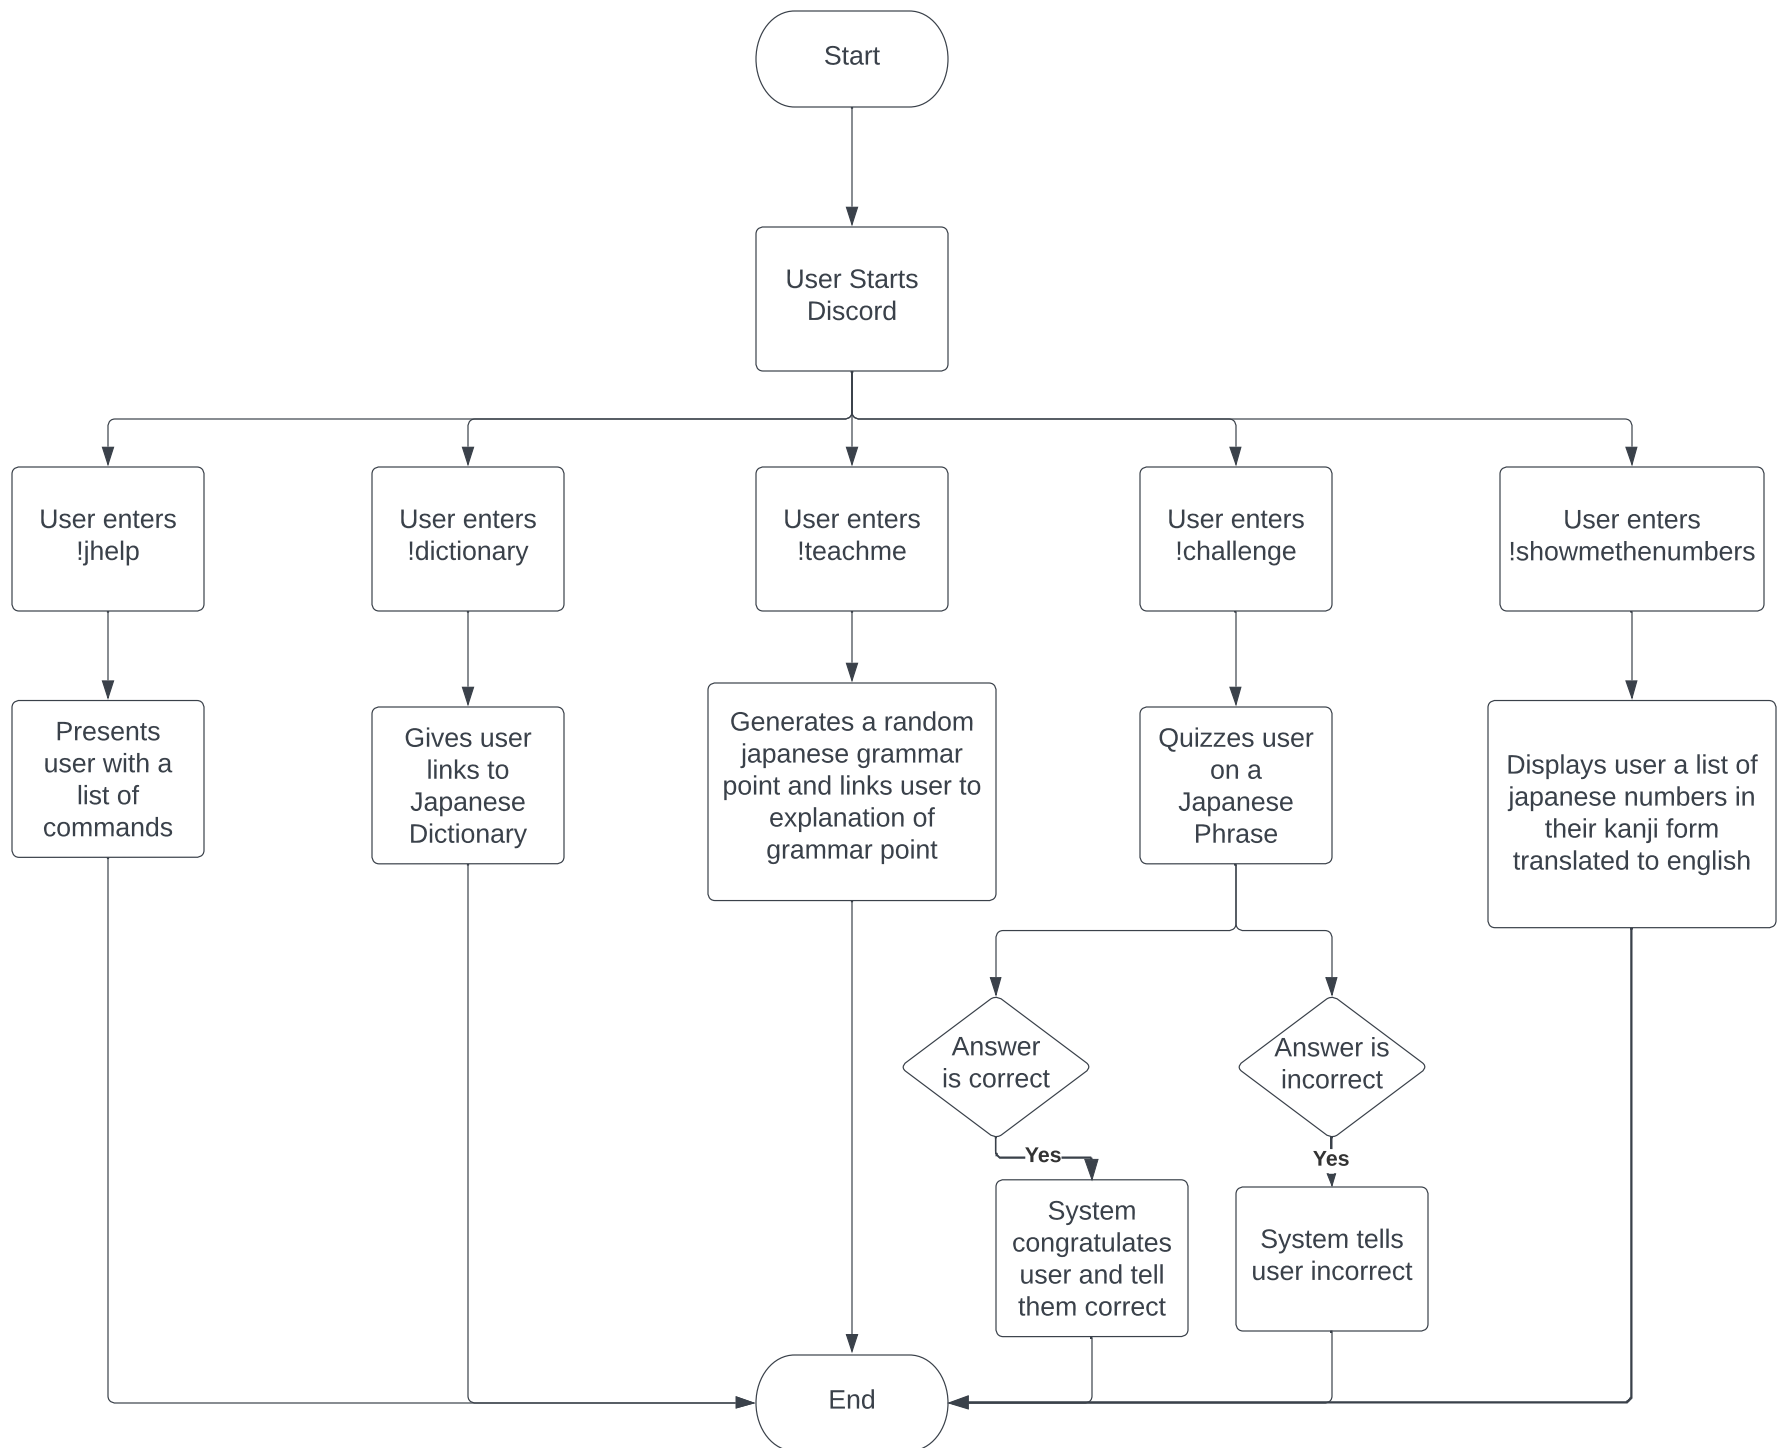 Start
User Starts
Discord
User enters
!jhelp
User enters
!dictionary
User enters
!teachme
User enters
!challenge
User enters
!showmethenumbers
Presents
user with a
list of
commands
Gives user
links to
Japanese
Dictionary
Generates a random
japanese grammar
point and links user to
explanation of
grammar point
Quizzes user
on a
Japanese
Phrase
Displays user a list of
japanese numbers in
their kanji form
translated to english
Answer
is correct
Answer is
incorrect
Yes
Yes
System
congratulates
user and tell
them correct
System tells
user incorrect
End